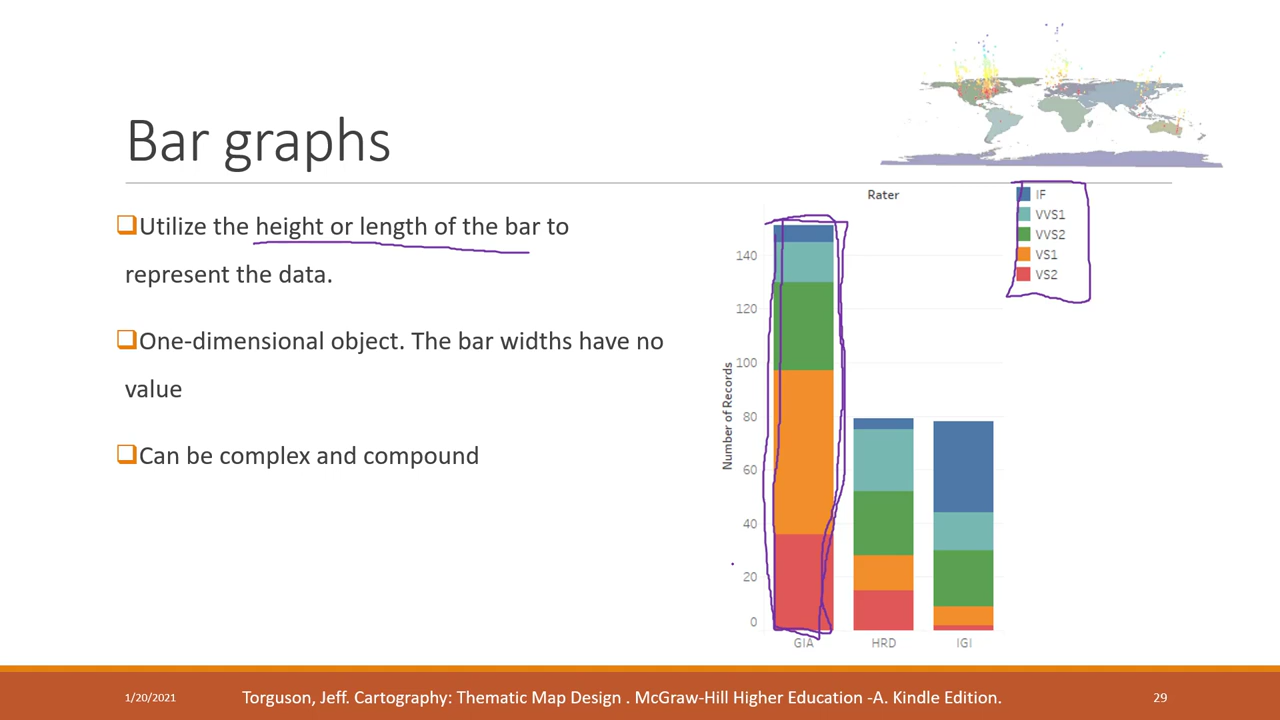 Bar graphs
Utilize the height or length of the bar to
represent the data.
One-dimensional object. The bar widths have no
value
Can be complex and compound
Rater
IF
VVS1
VVS2
VS1
VS2
Number of Records
140
120
100
80
60
40
20
0
GIA HRD IGI
1/20/2021 Torguson, Jeff. Cartography: Thematic Map Design . McGraw-Hill Higher Education -A. Kindle Edition. 29